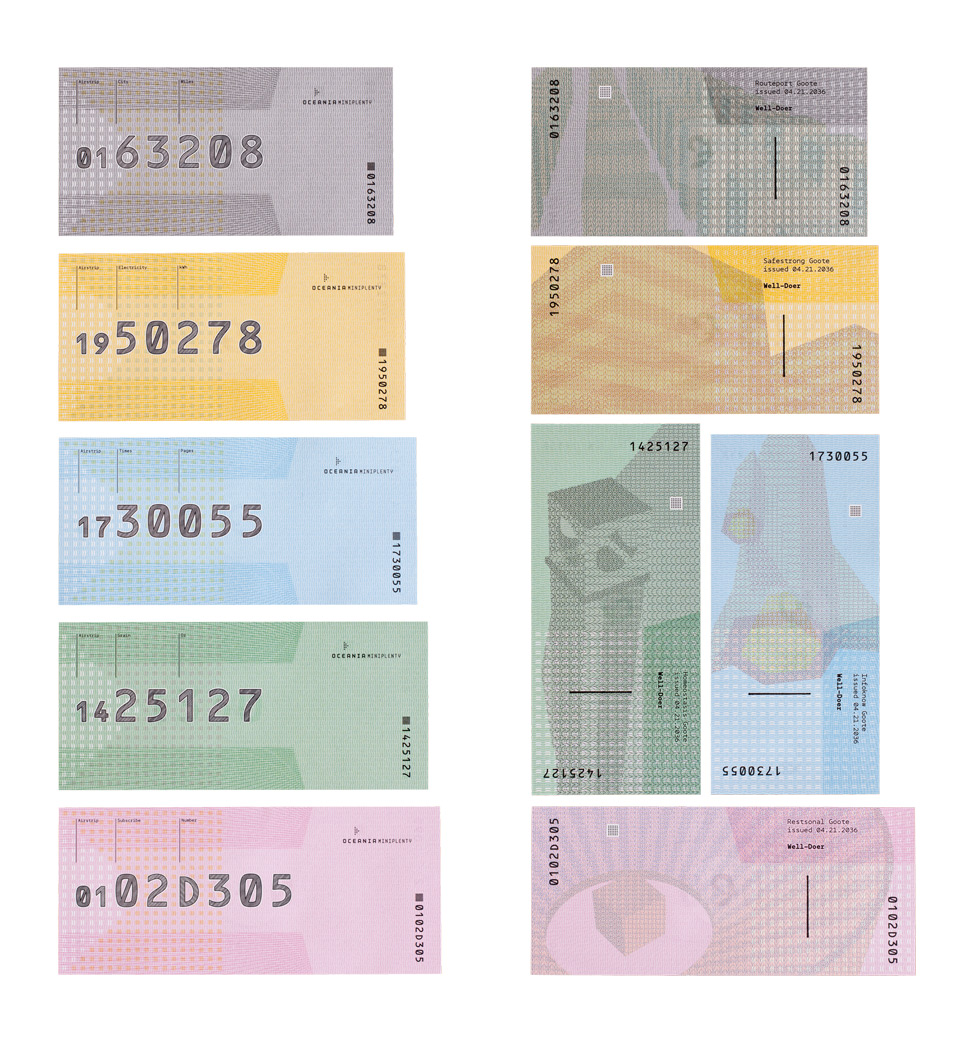 Airstrip City Miles
OCEANIA MINIPLENTY
0163208
0163208
Airstrip Electricity kWh
OCEANIA MINIPLENTY
1950278
1950278
Airstrip Times Pages
OCEANIA MINIPLENTY
1730055
1730055
Airstrip Grain
OCEANIA MINIPLENTY
1425127
1425127
Airstrip Subscribe Number
OCEANIA MINIPLENTY
0102D305
0102D305
0163208
Routeport Goote
issued 04.21.2036
Well-Doer
0163208
1950278
Safestrong Goote
issued 04.21.2036
Well-Doer
1950278
1425127
Homeostasis Goote
issued 04.21.2036
Well-Doer
1425127
1730055
Infoknow Goote
issued 04.21.2036
Well-Doer
1730055
0102D305
Restsonal Goote
issued 04.21.2036
Well-Doer
0102D305